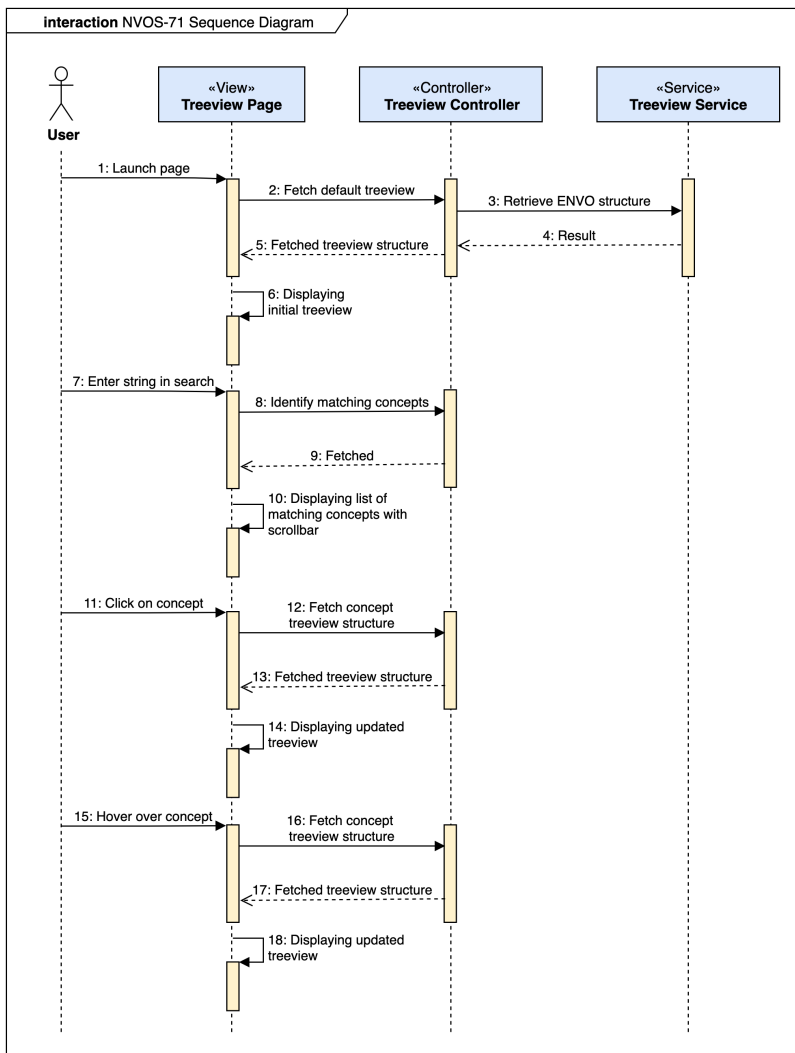 interaction NVOS-71 Sequence Diagram
«View»
Treeview Page
«Controller»
Treeview Controller
«Service»
Treeview Service
User
1: Launch page
2: Fetch default treeview
3: Retrieve ENVO structure
4: Result
5: Fetched treeview structure
6: Displaying
initial treeview
7: Enter string in search
8: Identify matching concepts
9: Fetched
10: Displaying list of
matching concepts with
scrollbar
11: Click on concept
12: Fetch concept
treeview structure
13: Fetched treeview structure
14: Displaying updated
treeview
15: Hover over concept
16: Fetch concept
treeview structure
17: Fetched treeview structure
18: Displaying updated
treeview